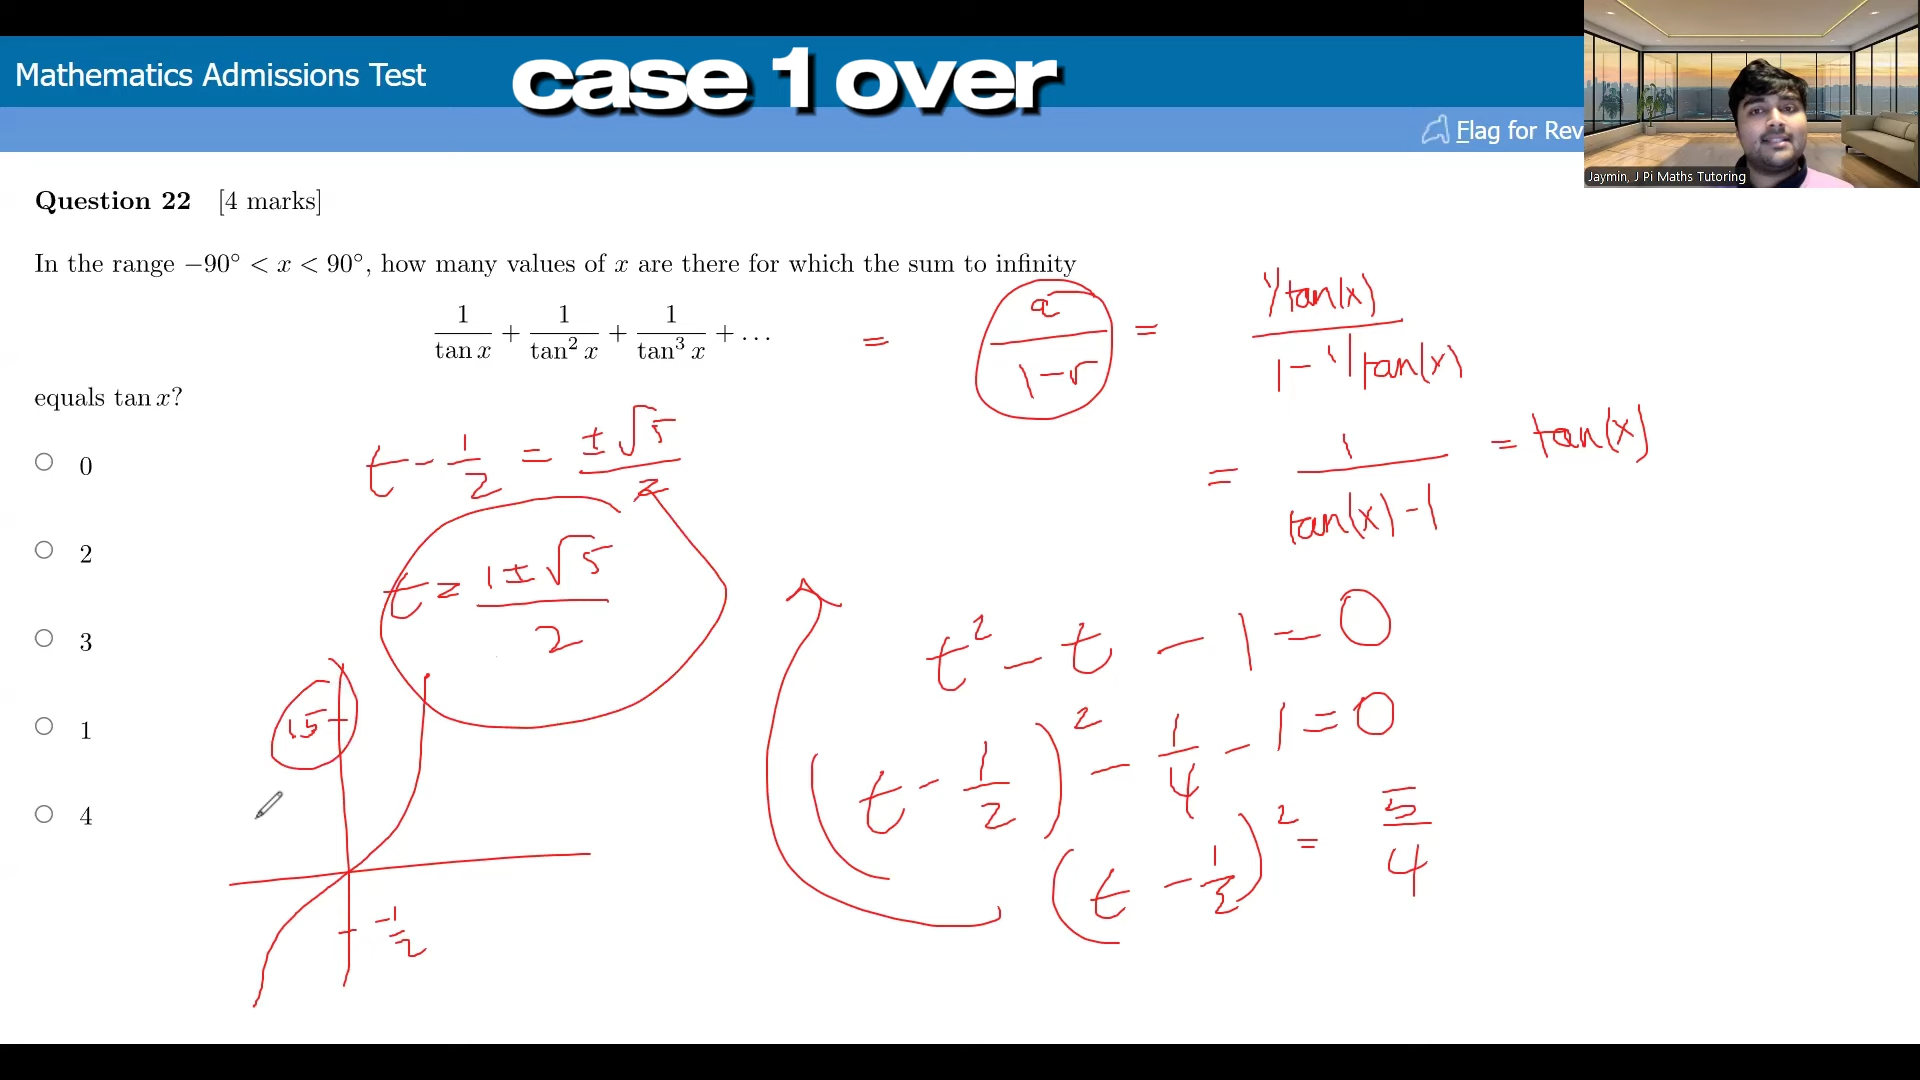 Mathematics Admissions Test
case 1 over
Flag for Rev
Jaymin, J Pi Maths Tutoring
Question 22 [4 marks]
In the range −90° < x < 90°, how many values of x are there for which the sum to infinity
1/tan x + 1/tan² x + 1/tan³ x + ...
= a/(1-r) = (1/tan(x))/(1 - 1/tan(x))
equals tan x?
= 1/(tan(x)-1) = tan(x)
t - 1/2 = ±√5/2
t = (1±√5)/2
t² - t - 1 = 0
(t - 1/2)² - 1/4 - 1 = 0
(t - 1/2)² = 5/4
0
2
3
1
4
1.5
-1/2